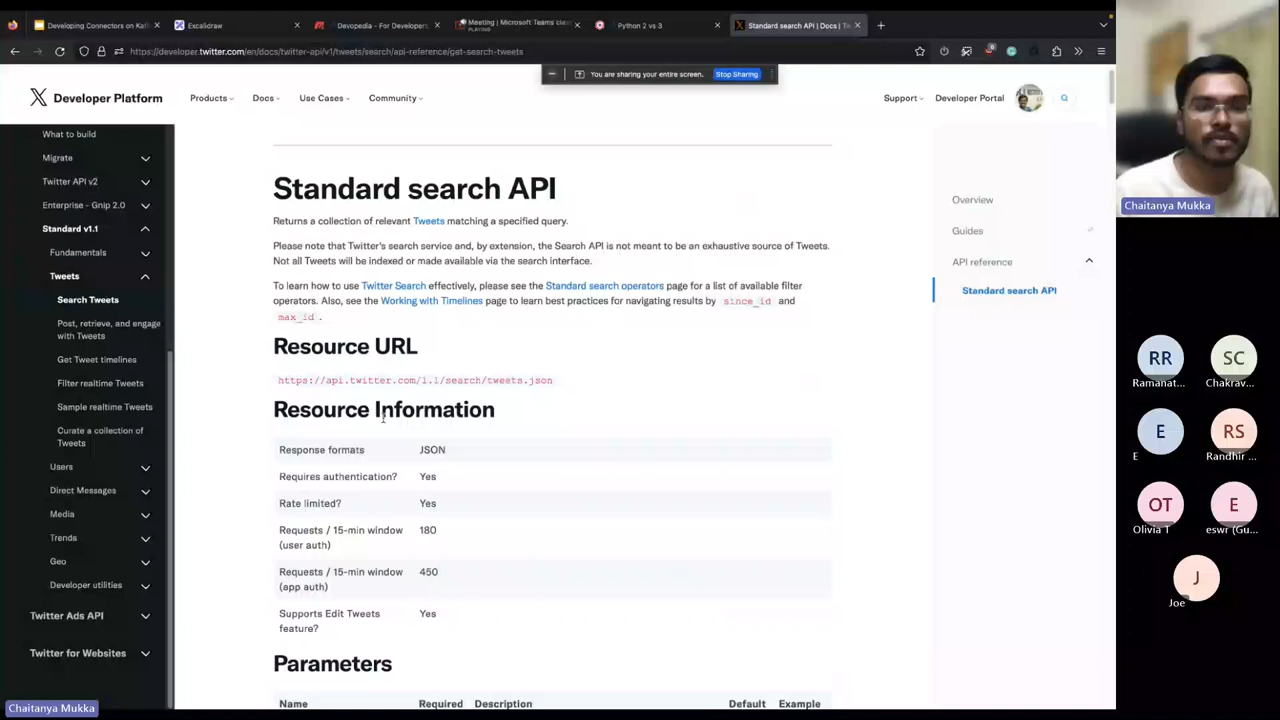 Developing Connectors on Kafk
Excalidraw
Devopedia - For Developers.
Meeting | Microsoft Teams class
PLAYING
Python 2 vs 3
Standard search API | Docs | Tw
https://developer.twitter.com/en/docs/twitter-api/v1/tweets/search/api-reference/get-search-tweets
You are sharing your entire screen.
Stop Sharing
X Developer Platform
Products
Docs
Use Cases
Community
Support
Developer Portal
What to build
Migrate
Twitter API v2
Enterprise - Gnip 2.0
Standard v1.1
Fundamentals
Tweets
Search Tweets
Post, retrieve, and engage
with Tweets
Get Tweet timelines
Filter realtime Tweets
Sample realtime Tweets
Curate a collection of
Tweets
Users
Direct Messages
Media
Trends
Geo
Developer utilities
Twitter Ads API
Twitter for Websites
Standard search API
Returns a collection of relevant Tweets matching a specified query.
Please note that Twitter's search service and, by extension, the Search API is not meant to be an exhaustive source of Tweets.
Not all Tweets will be indexed or made available via the search interface.
To learn how to use Twitter Search effectively, please see the Standard search operators page for a list of available filter
operators. Also, see the Working with Timelines page to learn best practices for navigating results by since_id and
max_id .
Resource URL
https://api.twitter.com/1.1/search/tweets.json
Resource Information
Response formats JSON
Requires authentication? Yes
Rate limited? Yes
Requests / 15-min window 180
(user auth)
Requests / 15-min window 450
(app auth)
Supports Edit Tweets Yes
feature?
Parameters
Name Required Description Default Example
Overview
Guides
API reference
Standard search API
Chaitanya Mukka
RR
Ramanat...
SC
Chakrav...
E
E
RS
Randhir ...
OT
Olivia T
E
eswr (Gu...
J
Joe
Chaitanya Mukka